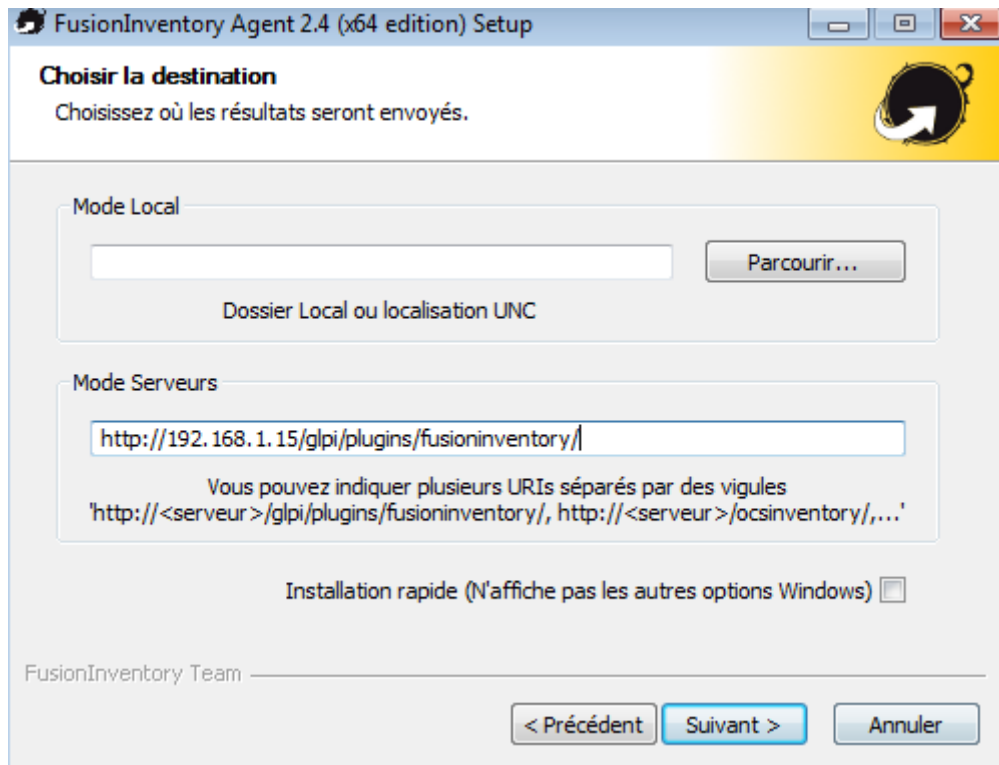 FusionInventory Agent 2.4 (x64 edition) Setup
Choisir la destination
Choisissez où les résultats seront envoyés.
Mode Local
Parcourir...
Dossier Local ou localisation UNC
Mode Serveurs
http://192.168.1.15/glpi/plugins/fusioninventory/
Vous pouvez indiquer plusieurs URIs séparés par des vigules
'http://<serveur>/glpi/plugins/fusioninventory/, http://<serveur>/ocsinventory/,...'
Installation rapide (N'affiche pas les autres options Windows)
FusionInventory Team
< Précédent
Suivant >
Annuler